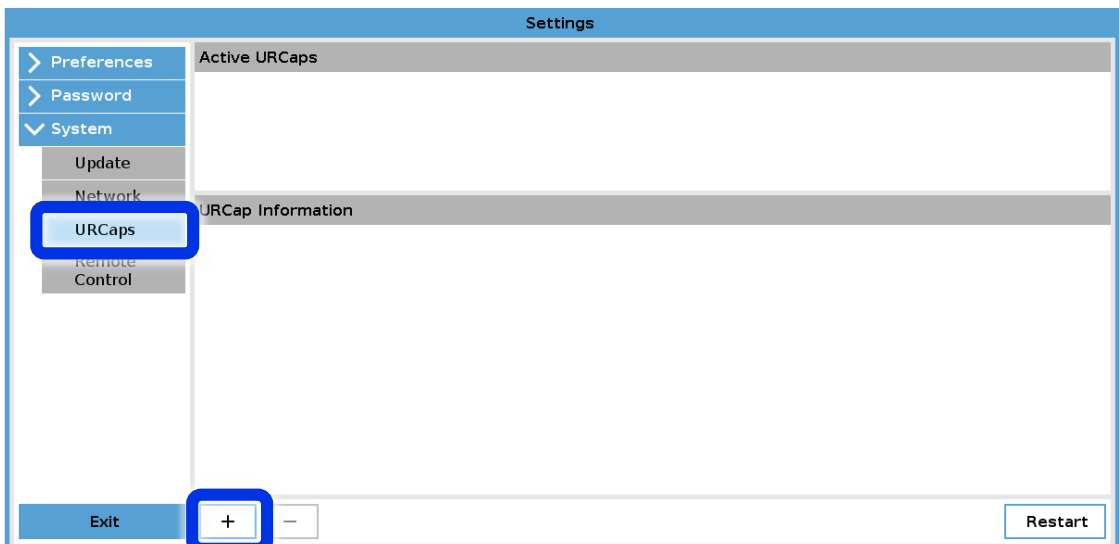 Settings
Preferences
Password
System
Update
Network
URCaps
Remote
Control
Active URCaps
URCap Information
Exit
+
−
Restart